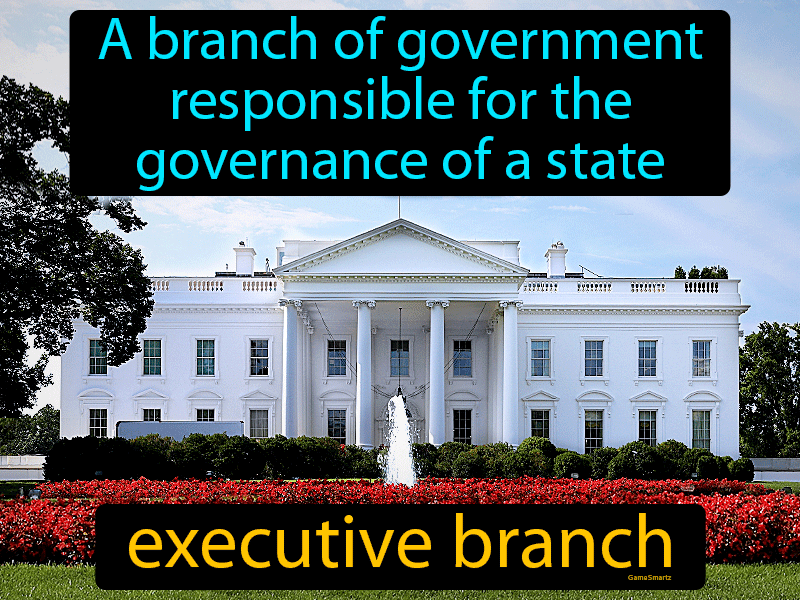 A branch of government
responsible for the
governance of a state
executive branch
GameSmartz